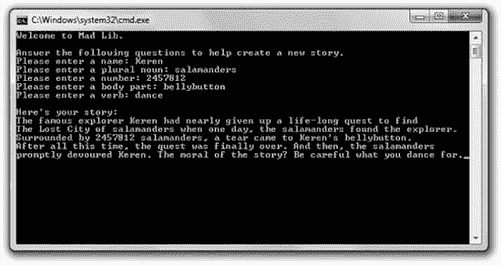 C:\Windows\system32\cmd.exe
Welcome to Mad Lib.
Answer the following questions to help create a new story.
Please enter a name: Keren
Please enter a plural noun: salamanders
Please enter a number: 2457812
Please enter a body part: bellybutton
Please enter a verb: dance
Here's your story:
The famous explorer Keren had nearly given up a life-long quest to find
The Lost City of salamanders when one day, the salamanders found the explorer.
Surrounded by 2457812 salamanders, a tear came to Keren's bellybutton.
After all this time, the quest was finally over. And then, the salamanders
promptly devoured Keren. The moral of the story? Be careful what you dance for.